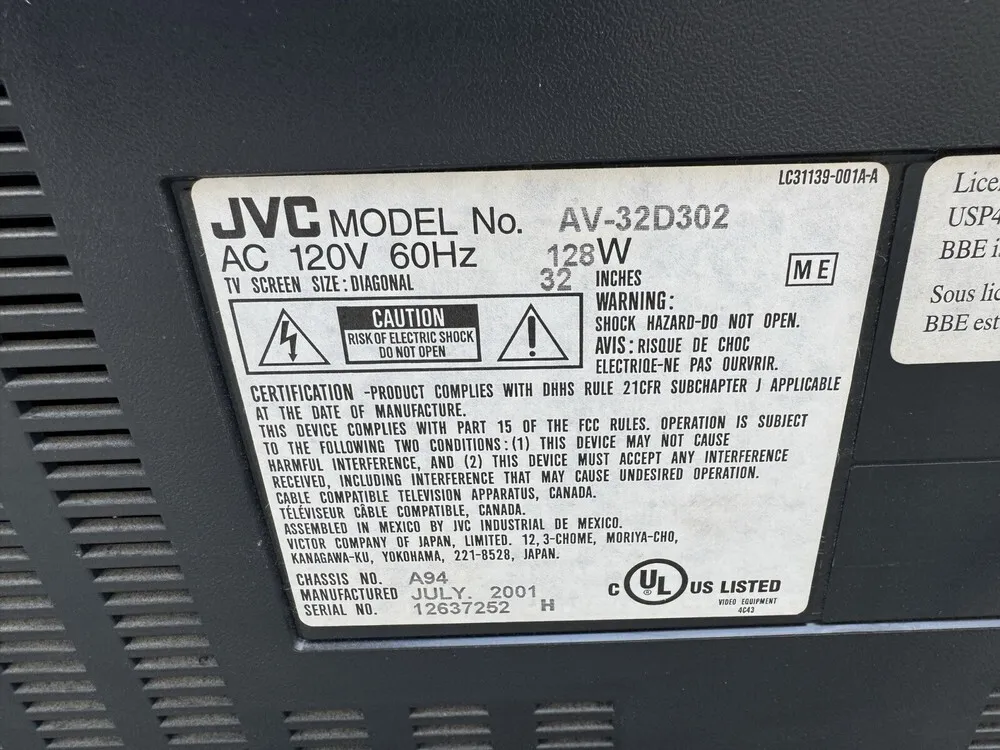 LC31139-001A-A
JVC MODEL No. AV-32D302
AC 120V 60Hz 128W
TV SCREEN SIZE: DIAGONAL 32 INCHES
ME
CAUTION
RISK OF ELECTRIC SHOCK
DO NOT OPEN
WARNING:
SHOCK HAZARD-DO NOT OPEN.
AVIS: RISQUE DE CHOC
ELECTRIQE-NE PAS OURVRIR.
CERTIFICATION -PRODUCT COMPLIES WITH DHHS RULE 21CFR SUBCHAPTER J APPLICABLE
AT THE DATE OF MANUFACTURE.
THIS DEVICE COMPLIES WITH PART 15 OF THE FCC RULES. OPERATION IS SUBJECT
TO THE FOLLOWING TWO CONDITIONS: (1) THIS DEVICE MAY NOT CAUSE
HARMFUL INTERFERENCE, AND (2) THIS DEVICE MUST ACCEPT ANY INTERFERENCE
RECEIVED, INCLUDING INTERFERENCE THAT MAY CAUSE UNDESIRED OPERATION.
CABLE COMPATIBLE TELEVISION APPARATUS, CANADA.
TÉLÉVISEUR CÂBLE COMPATIBLE, CANADA.
ASSEMBLED IN MEXICO BY JVC INDUSTRIAL DE MEXICO.
VICTOR COMPANY OF JAPAN, LIMITED. 12, 3-CHOME, MORIYA-CHO,
KANAGAWA-KU, YOKOHAMA, 221-8528, JAPAN.
CHASSIS NO. A94
MANUFACTURED JULY. 2001
SERIAL NO. 12637252 H
C UL ® US LISTED
VIDEO EQUIPMENT
4C43
Lice
USP4
BBE i
Sous lic
BBE est